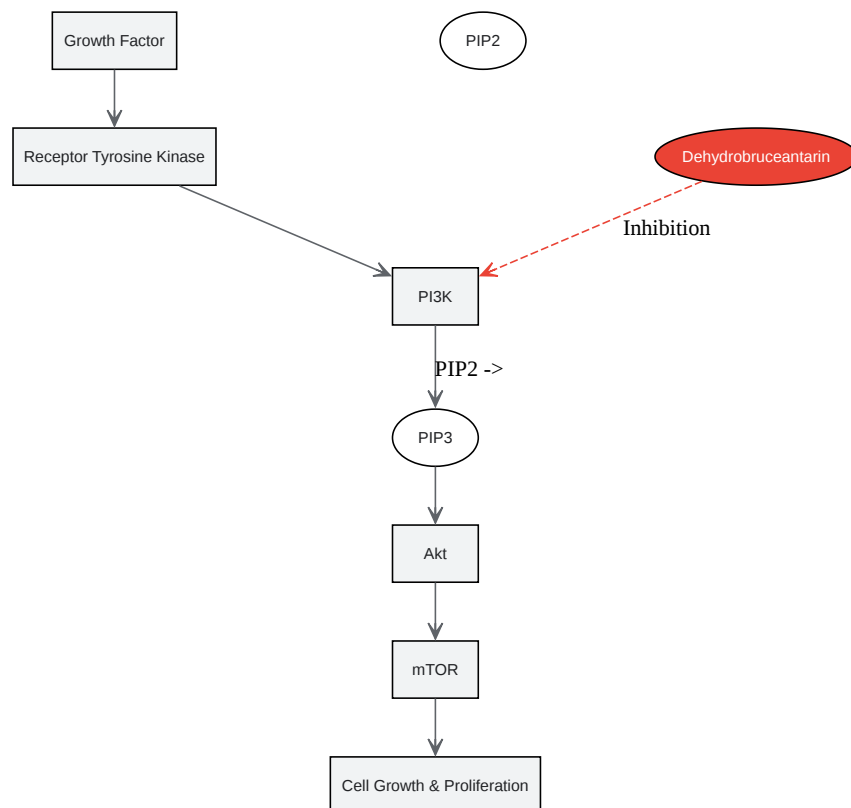 Growth Factor
PIP2
Receptor Tyrosine Kinase
Dehydrobruceantarin
Inhibition
PI3K
PIP2 ->
PIP3
Akt
mTOR
Cell Growth & Proliferation